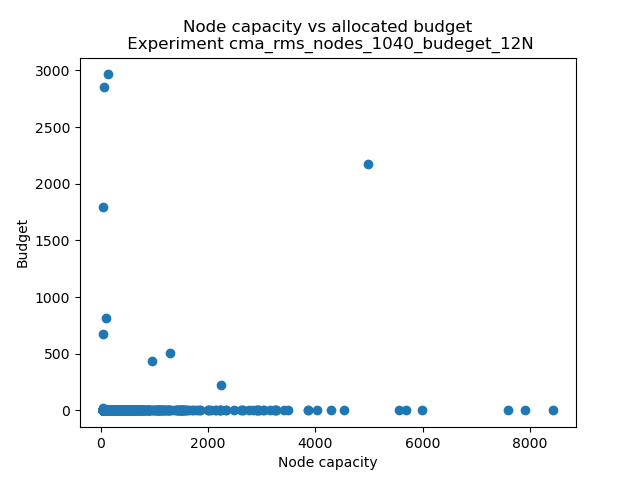 Node capacity vs allocated budget
Experiment cma_rms_nodes_1040_budeget_12N
3000
2500
2000
1500
1000
500
0
Budget
0 2000 4000 6000 8000
Node capacity